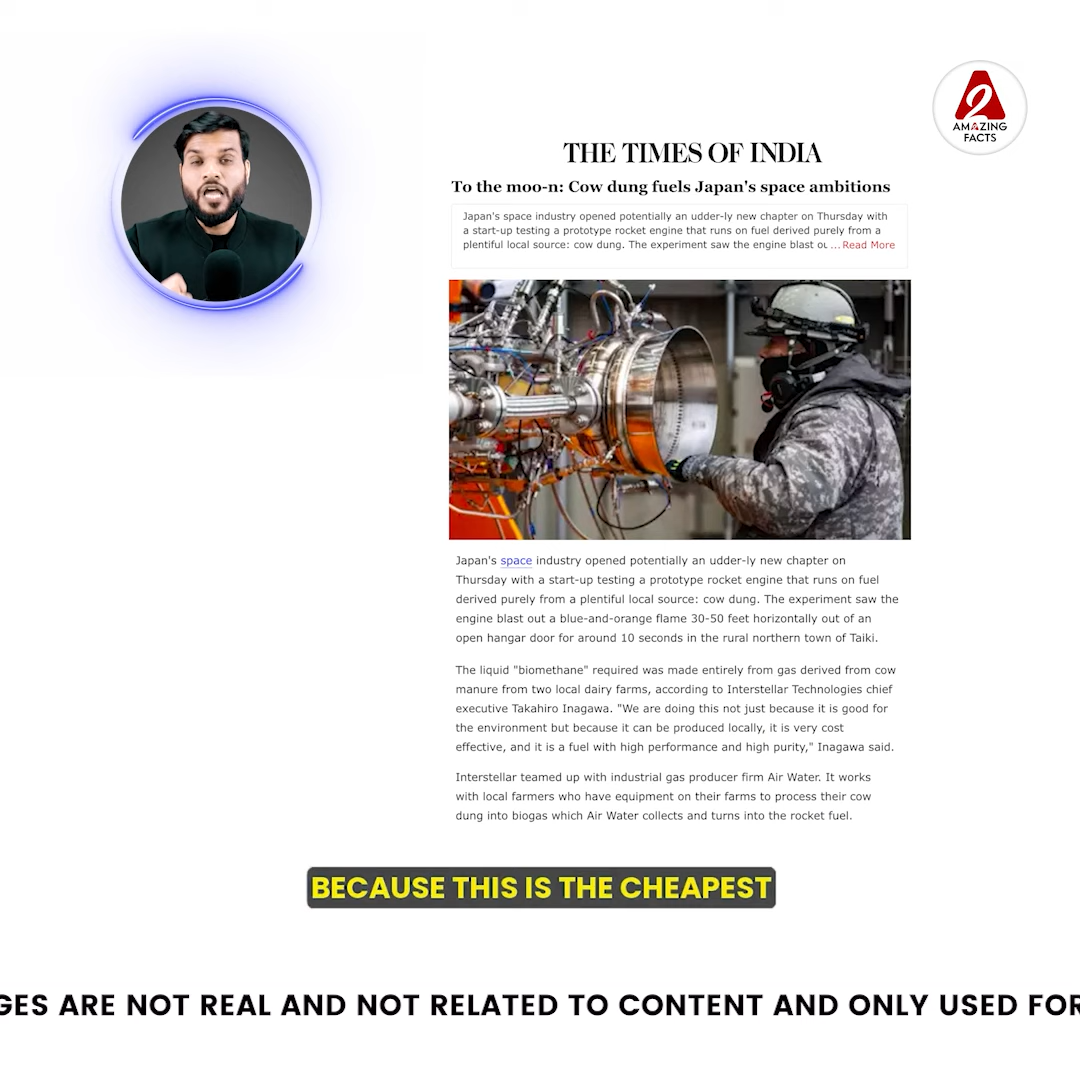 A2
AMAZING
FACTS
THE TIMES OF INDIA
To the moo-n: Cow dung fuels Japan's space ambitions
Japan's space industry opened potentially an udder-ly new chapter on Thursday with
a start-up testing a prototype rocket engine that runs on fuel derived purely from a
plentiful local source: cow dung. The experiment saw the engine blast ou ... Read More
Japan's space industry opened potentially an udder-ly new chapter on
Thursday with a start-up testing a prototype rocket engine that runs on fuel
derived purely from a plentiful local source: cow dung. The experiment saw the
engine blast out a blue-and-orange flame 30-50 feet horizontally out of an
open hangar door for around 10 seconds in the rural northern town of Taiki.
The liquid "biomethane" required was made entirely from gas derived from cow
manure from two local dairy farms, according to Interstellar Technologies chief
executive Takahiro Inagawa. "We are doing this not just because it is good for
the environment but because it can be produced locally, it is very cost
effective, and it is a fuel with high performance and high purity," Inagawa said.
Interstellar teamed up with industrial gas producer firm Air Water. It works
with local farmers who have equipment on their farms to process their cow
dung into biogas which Air Water collects and turns into the rocket fuel.
BECAUSE THIS IS THE CHEAPEST
GES ARE NOT REAL AND NOT RELATED TO CONTENT AND ONLY USED FOR